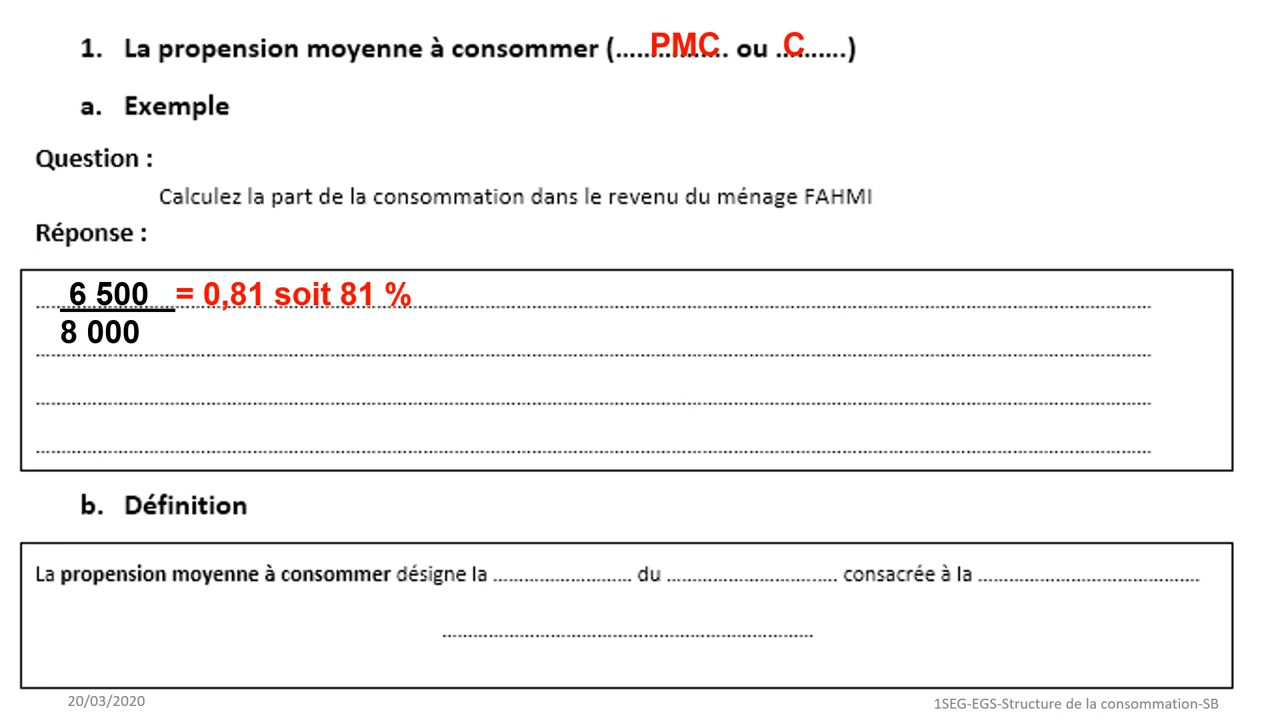 1. La propension moyenne à consommer (.....PMC..... ou ..C.......)
a. Exemple
Question :
Calculez la part de la consommation dans le revenu du ménage FAHMI
Réponse :
6 500 = 0,81 soit 81 %
8 000
b. Définition
La propension moyenne à consommer désigne la ........................... du ................................. consacrée à la ...........................................
........................................................................
20/03/2020
1SEG-EGS-Structure de la consommation-SB